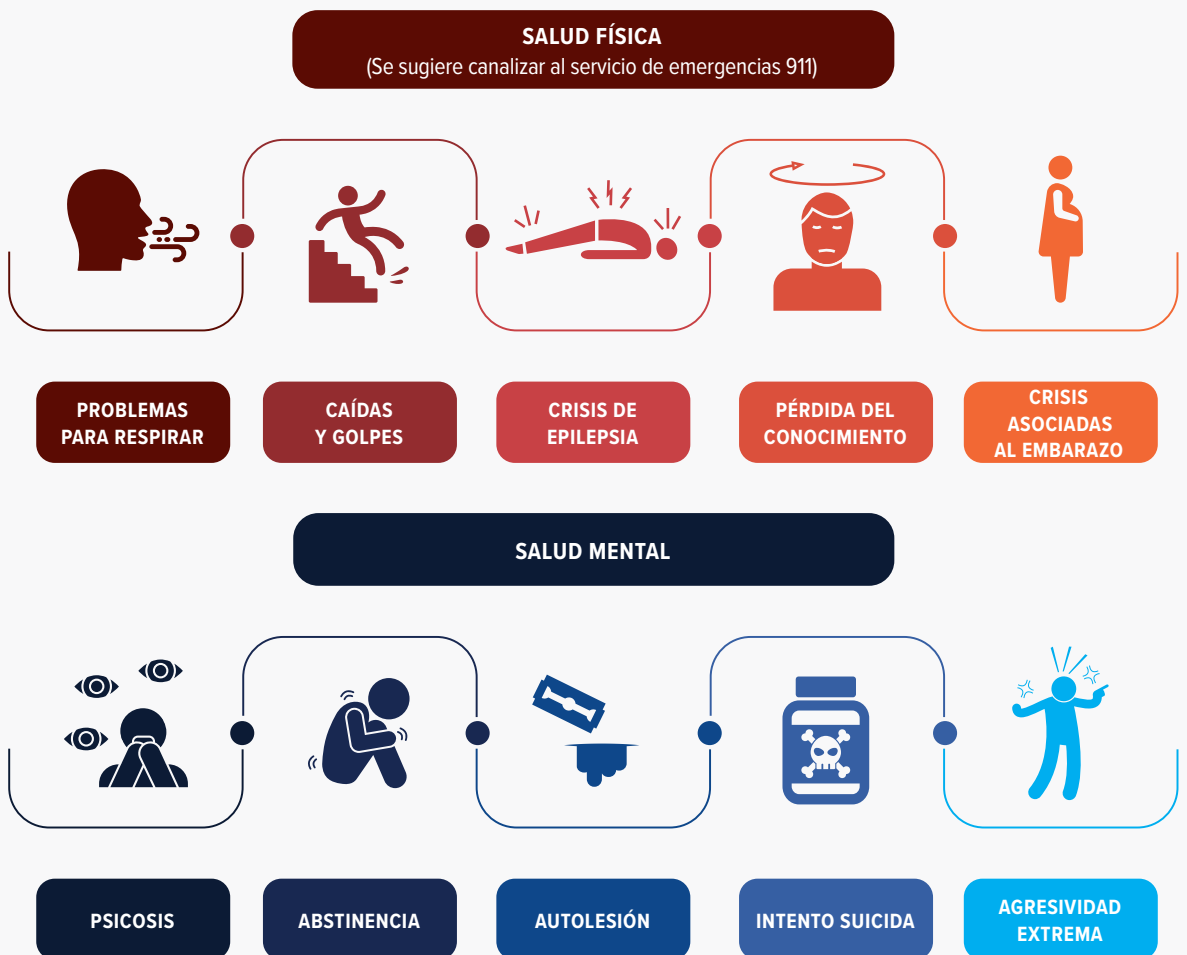 SALUD FÍSICA
(Se sugiere canalizar al servicio de emergencias 911)
PROBLEMAS
PARA RESPIRAR
CAÍDAS
Y GOLPES
CRISIS DE
EPILEPSIA
PÉRDIDA DEL
CONOCIMIENTO
CRISIS
ASOCIADAS
AL EMBARAZO
SALUD MENTAL
PSICOSIS
ABSTINENCIA
AUTOLESIÓN
INTENTO SUICIDA
AGRESIVIDAD
EXTREMA